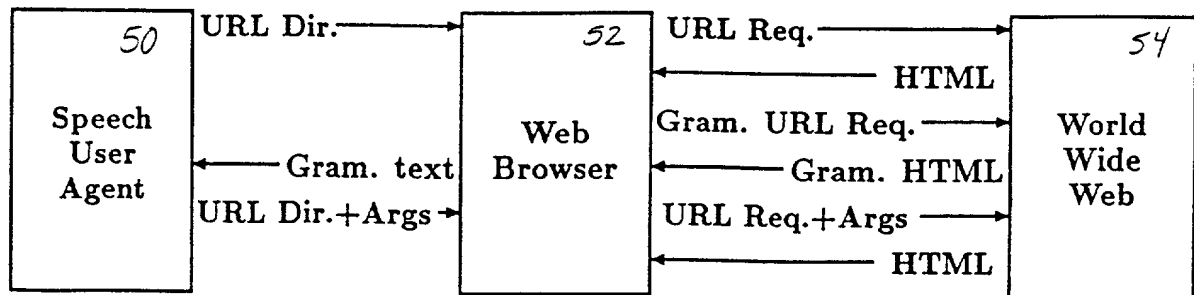 50
URL Dir.
52
URL Req.
54
HTML
Speech
User
Agent
Web
Browser
Gram. URL Req.
World
Wide
Web
Gram. text
Gram. HTML
URL Dir.+Args
URL Req.+Args
HTML